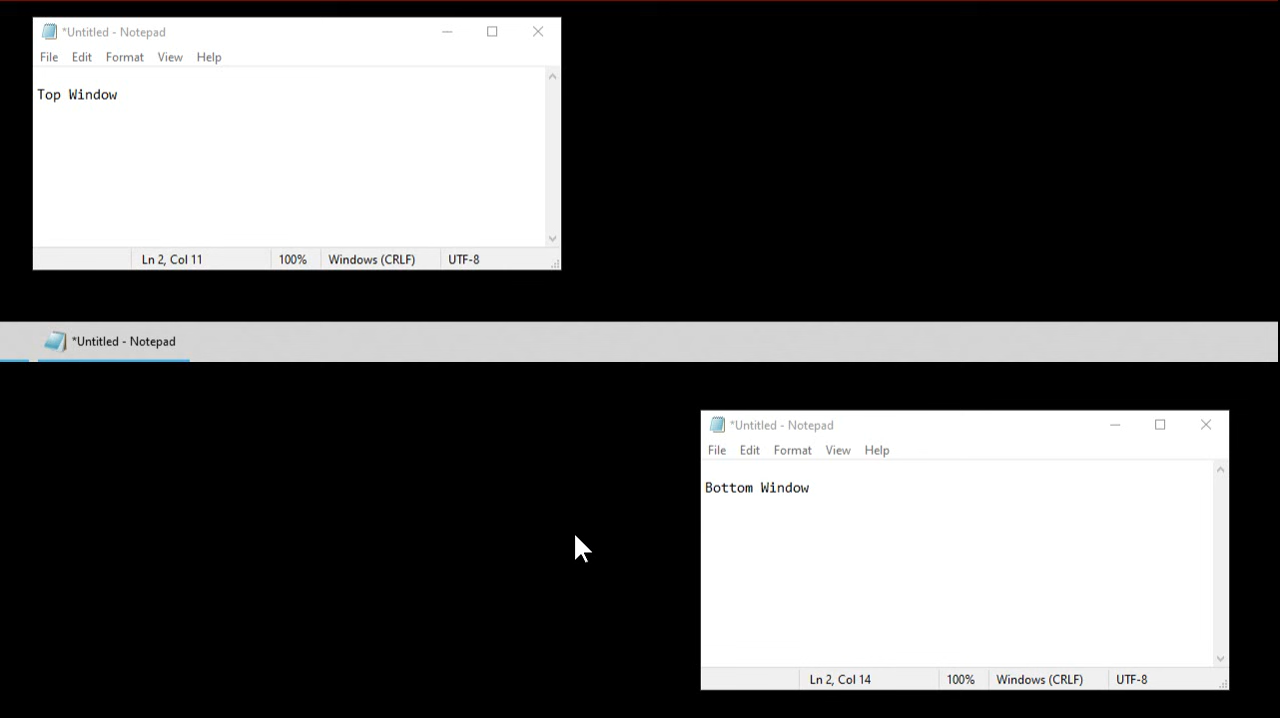 *Untitled - Notepad
File Edit Format View Help
Top Window
Ln 2, Col 11 100% Windows (CRLF) UTF-8
*Untitled - Notepad
*Untitled - Notepad
File Edit Format View Help
Bottom Window
Ln 2, Col 14 100% Windows (CRLF) UTF-8